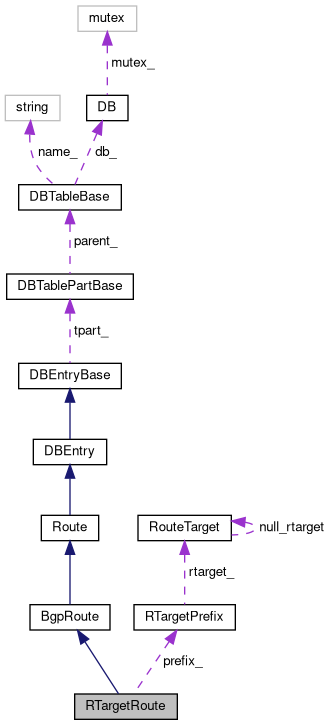 mutex
mutex_
string
DB
name_
db_
DBTableBase
parent_
DBTablePartBase
tpart_
DBEntryBase
DBEntry
Route
RouteTarget
null_rtarget
rtarget_
BgpRoute
RTargetPrefix
prefix_
RTargetRoute